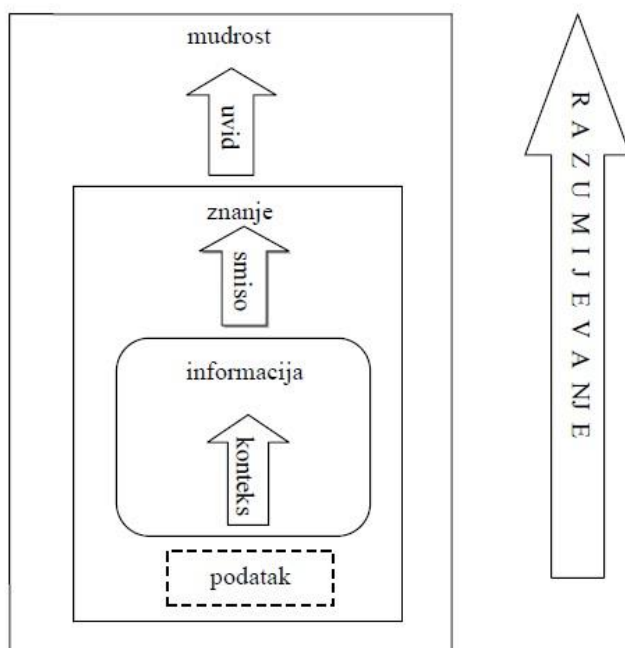 mudrost
uvid
znanje
smiso
informacija
konteks
podatak
RAZUMIJEVANJE